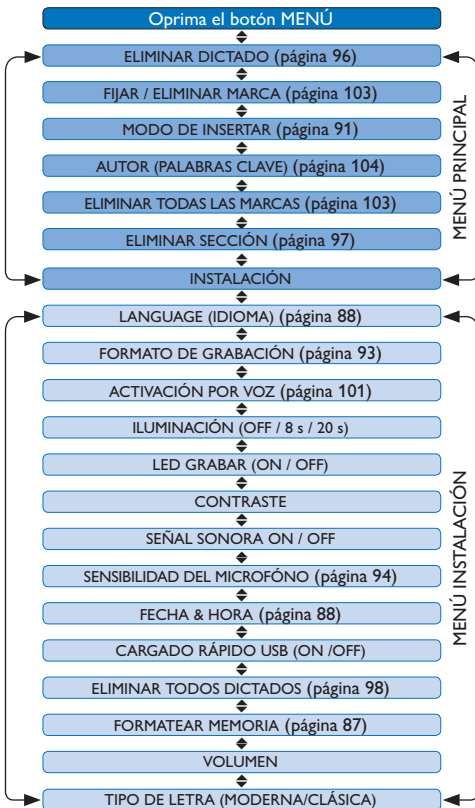 Oprima el botón MENÚ
ELIMINAR DICTADO (página 96)
FIJAR / ELIMINAR MARCA (página 103)
MODO DE INSERTAR (página 91)
AUTOR (PALABRAS CLAVE) (página 104)
ELIMINAR TODAS LAS MARCAS (página 103)
ELIMINAR SECCIÓN (página 97)
INSTALACIÓN
MENÚ PRINCIPAL
LANGUAGE (IDIOMA) (página 88)
FORMATO DE GRABACIÓN (página 93)
ACTIVACIÓN POR VOZ (página 101)
ILUMINACIÓN (OFF / 8 s / 20 s)
LED GRABAR (ON / OFF)
CONTRASTE
SEÑAL SONORA ON / OFF
SENSIBILIDAD DEL MICROFÓNO (página 94)
FECHA & HORA (página 88)
CARGADO RÁPIDO USB (ON /OFF)
ELIMINAR TODOS DICTADOS (página 98)
FORMATEAR MEMORIA (página 87)
VOLUMEN
TIPO DE LETRA (MODERNA/CLÁSICA)
MENÚ INSTALACIÓN